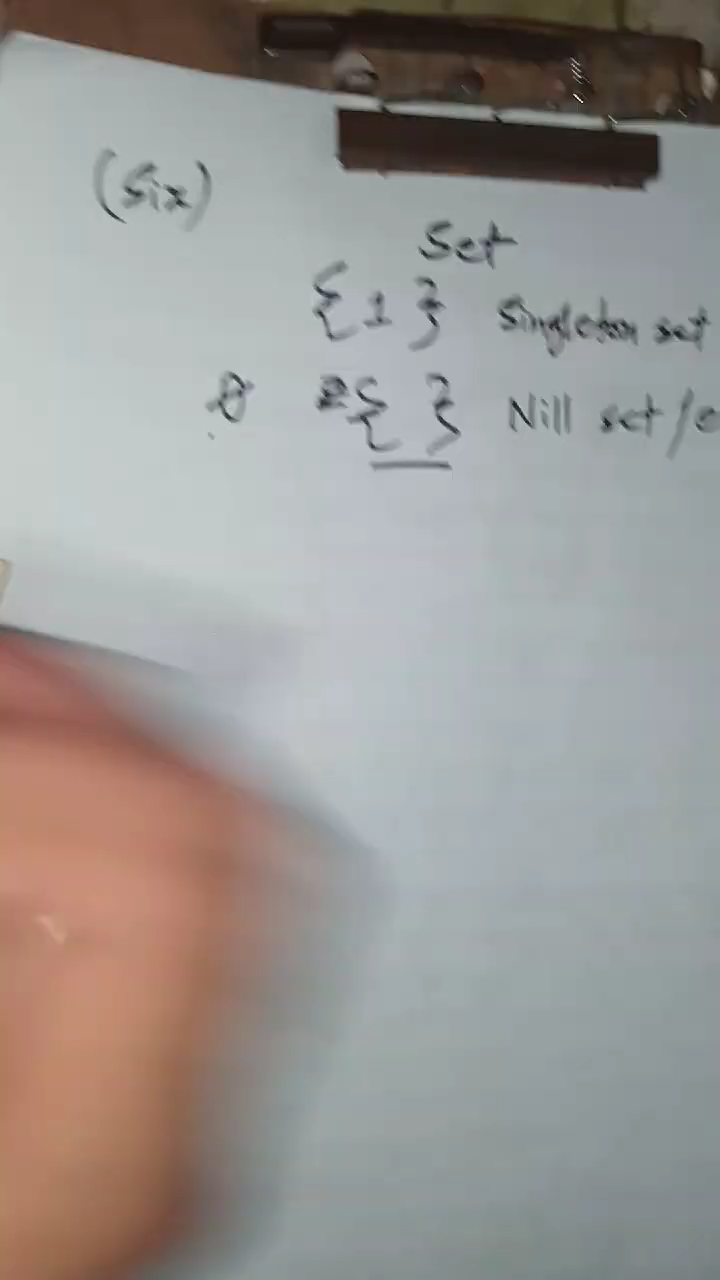 (Six)
Set
{1} Singleton set
Ø {} Nill set/